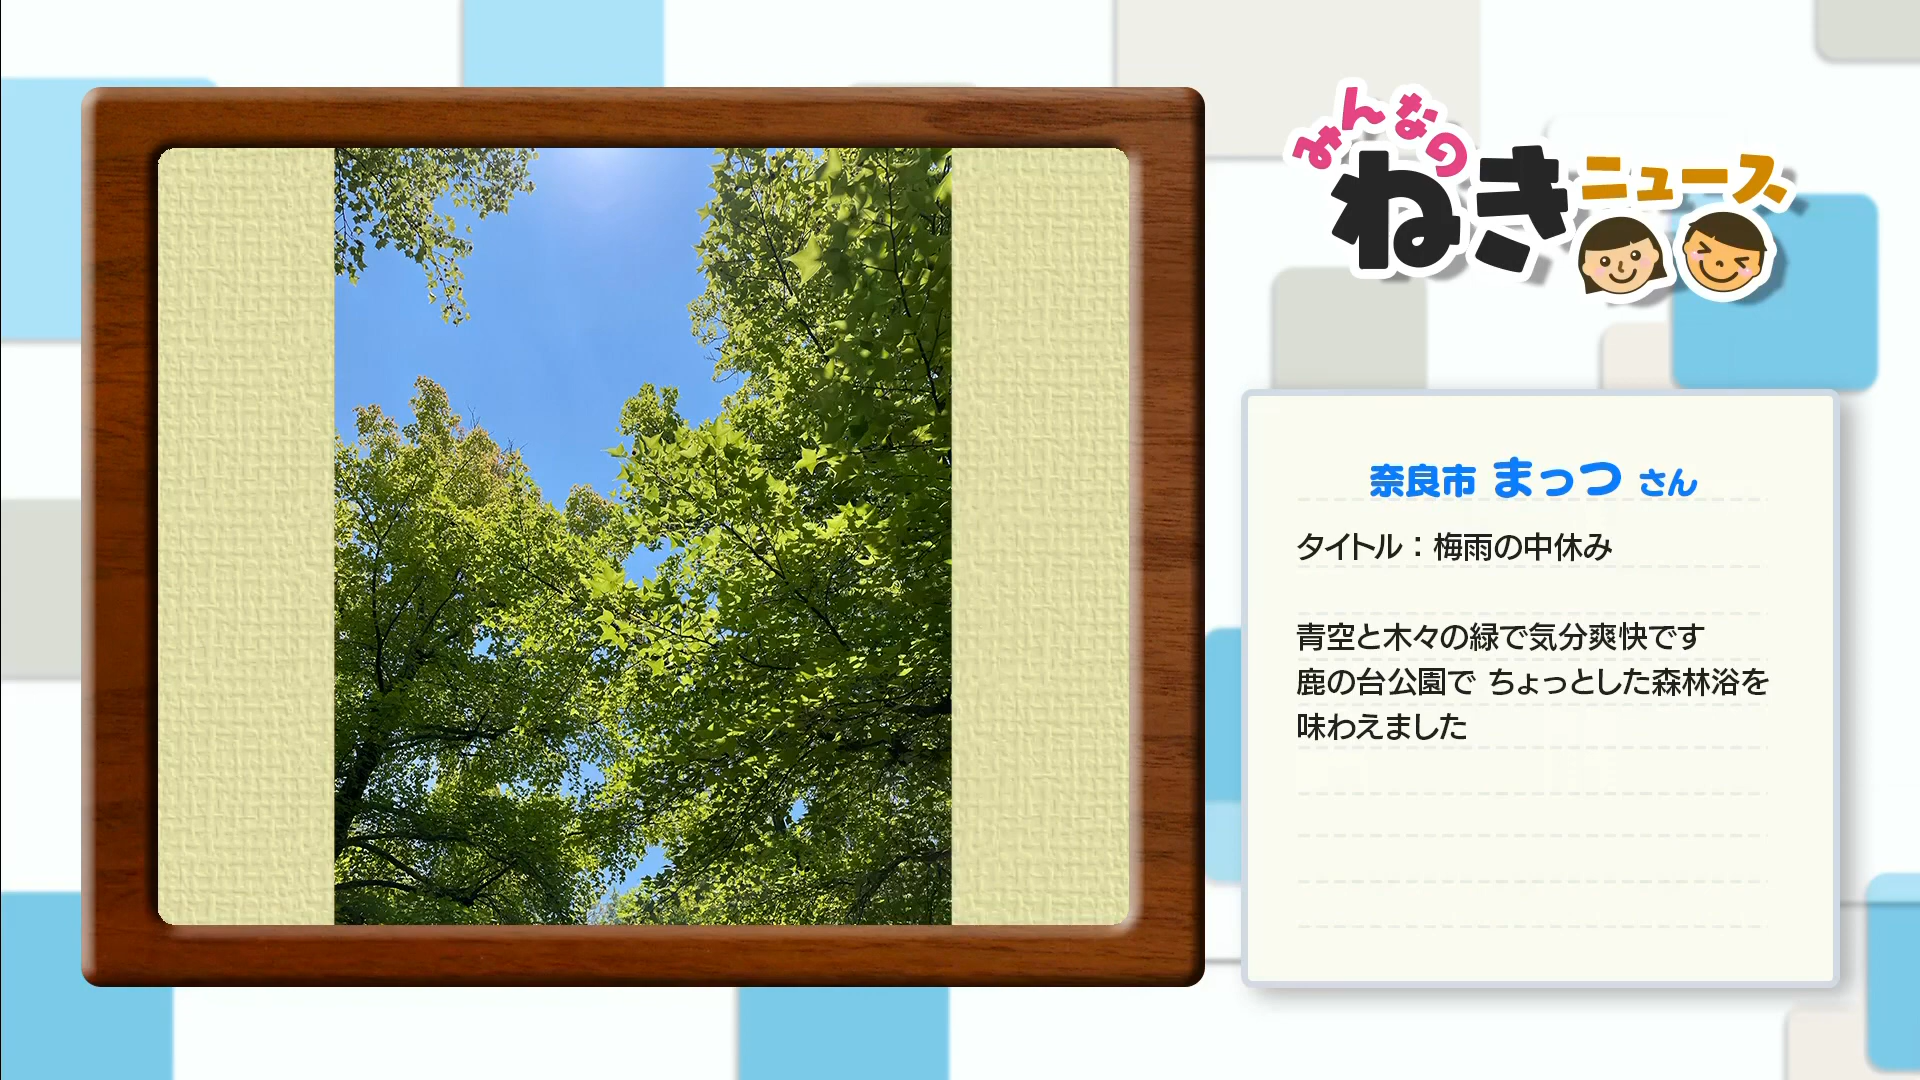 みんなの
ねきニュース
奈良市 まっつ さん
タイトル：梅雨の中休み
青空と木々の緑で気分爽快です
鹿の台公園で ちょっとした森林浴を
味わえました